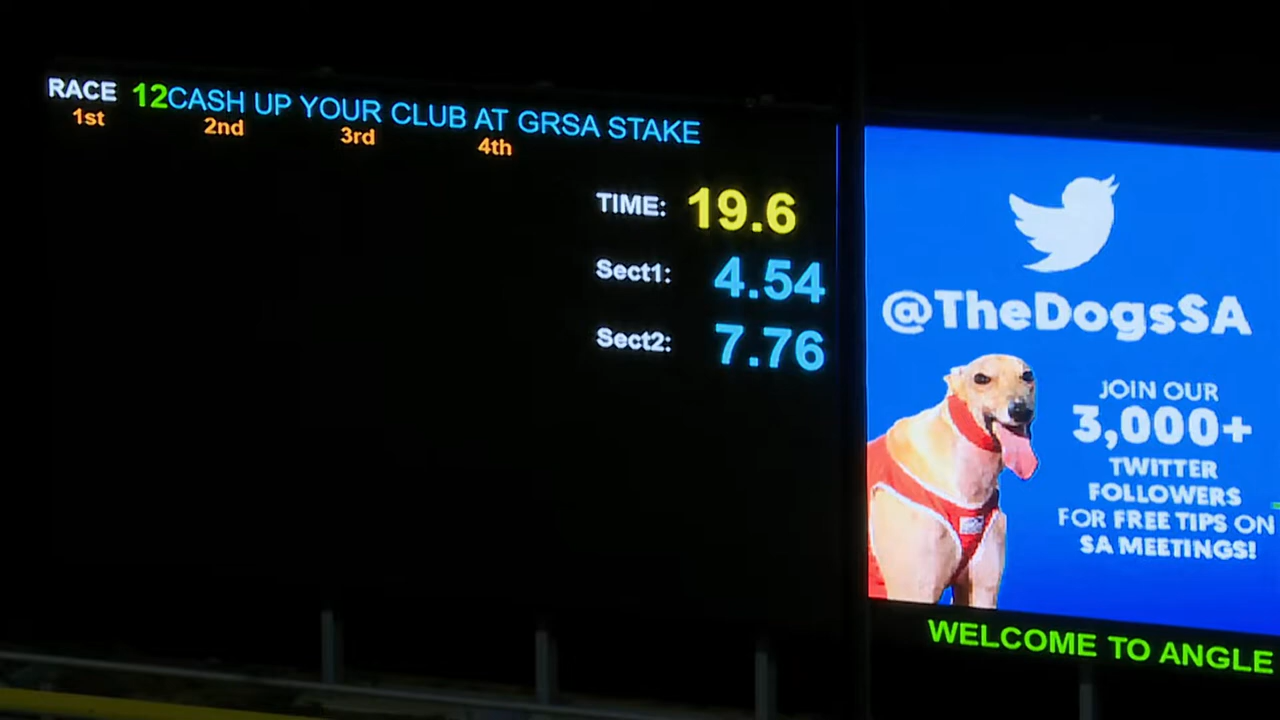 RACE 12CASH UP YOUR CLUB AT GRSA STAKE
1st 2nd 3rd 4th
TIME: 19.6
Sect1: 4.54
Sect2: 7.76
@TheDogsSA
JOIN OUR
3,000+
TWITTER
FOLLOWERS
FOR FREE TIPS ON
SA MEETINGS!
WELCOME TO ANGLE